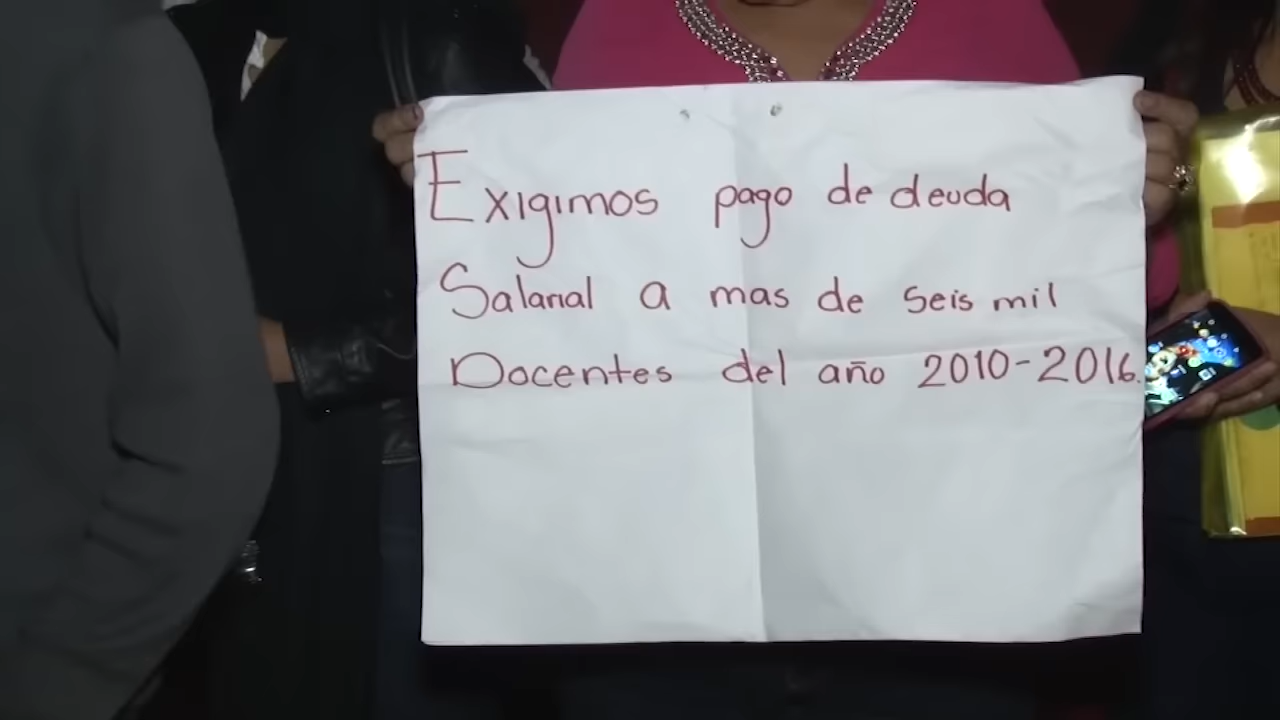 Exigimos pago de deuda
Salarial a mas de Seis mil
Docentes del año 2010-2016.